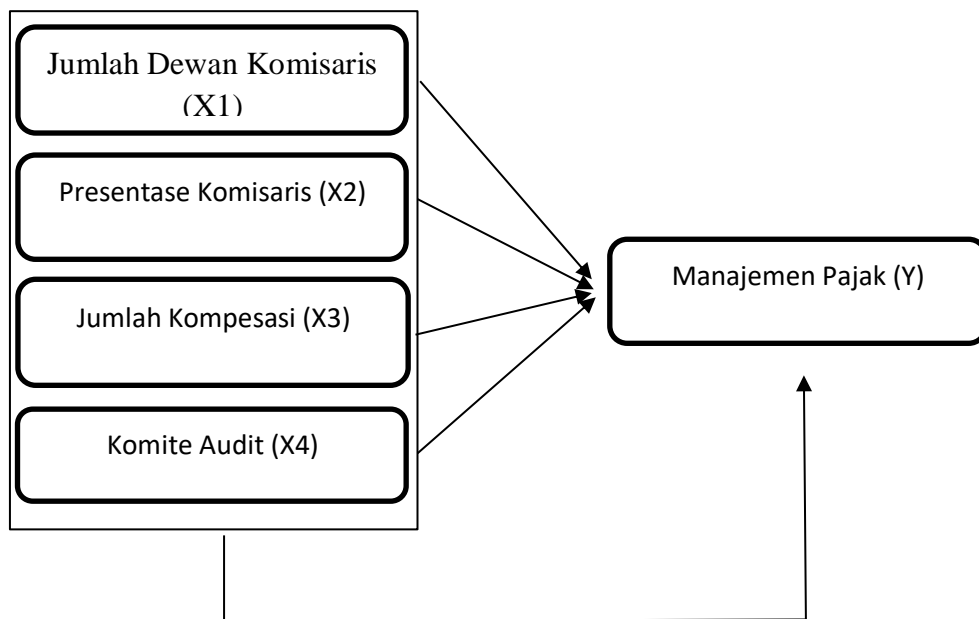 Jumlah Dewan Komisaris
(X1)
Presentase Komisaris (X2)
Jumlah Kompesasi (X3)
Komite Audit (X4)
Manajemen Pajak (Y)